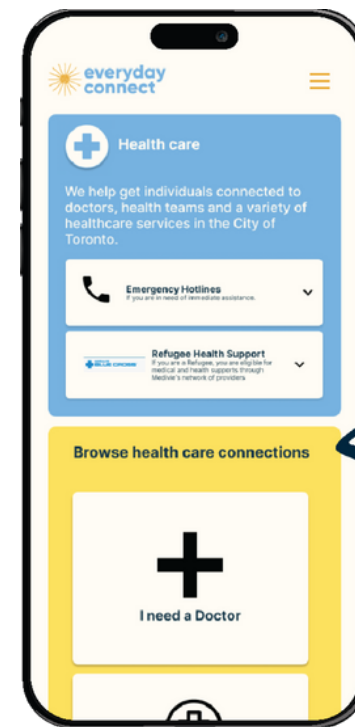 everyday
connect
Health care
We help get individuals connected to
doctors, health teams and a variety of
healthcare services in the City of
Toronto.
Emergency Hotlines
If you are in need of immediate assistance.
BLUE CROSS
Refugee Health Support
If you are a Refugee, you are eligible for
medical and health supports through
Medivie's network of providers
Browse health care connections
I need a Doctor